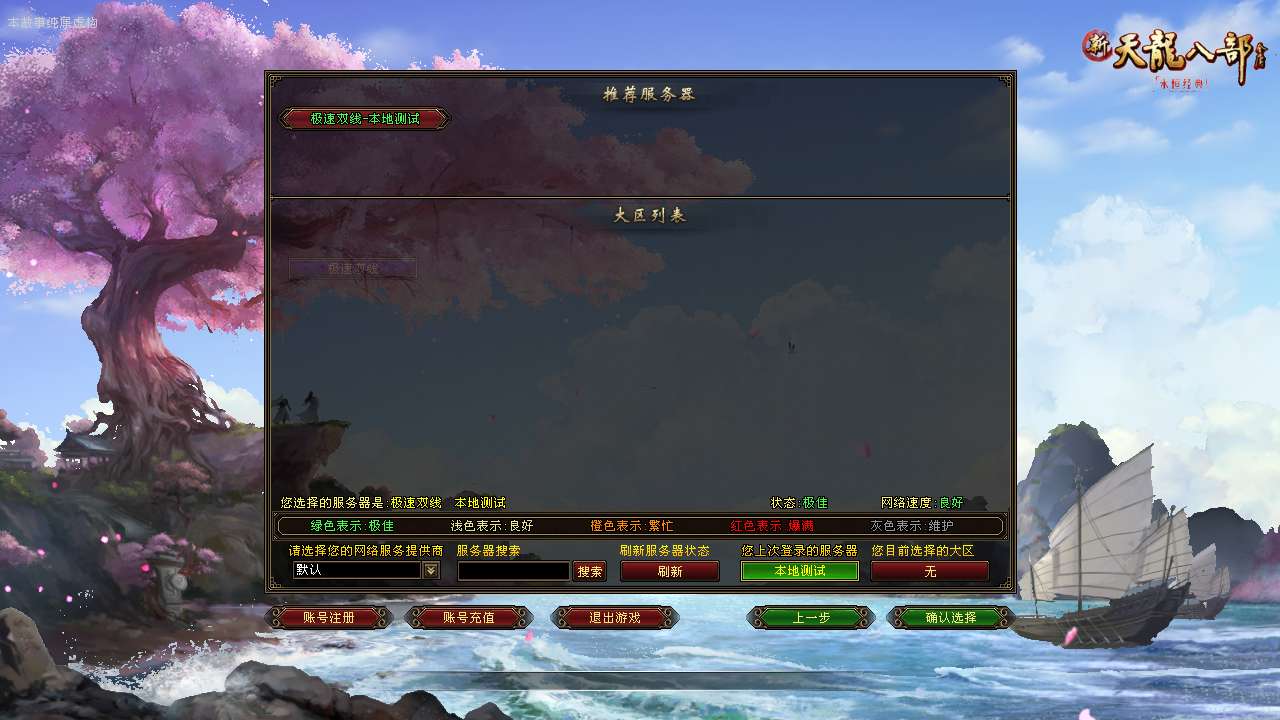 本故事纯属虚构
新天龍八部
「永恒经典」
推荐服务器
极速双线-本地测试
大区列表
极速双线
您选择的服务器是:极速双线 本地测试 状态:极佳 网络速度:良好
绿色表示:极佳 浅色表示:良好 橙色表示:繁忙 红色表示:爆满 灰色表示:维护
请选择您的网络服务提供商 服务器搜索 刷新服务器状态 您上次登录的服务器 您目前选择的大区
默认 搜索 刷新 本地测试 无
账号注册 账号充值 退出游戏 上一步 确认选择